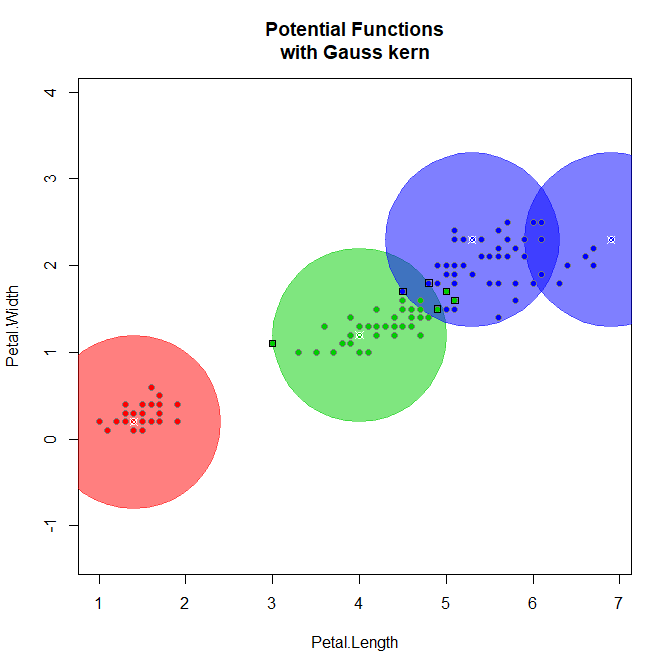 Potential Functions
with Gauss kern
Petal.Width
4
3
2
1
0
-1
1 2 3 4 5 6 7
Petal.Length